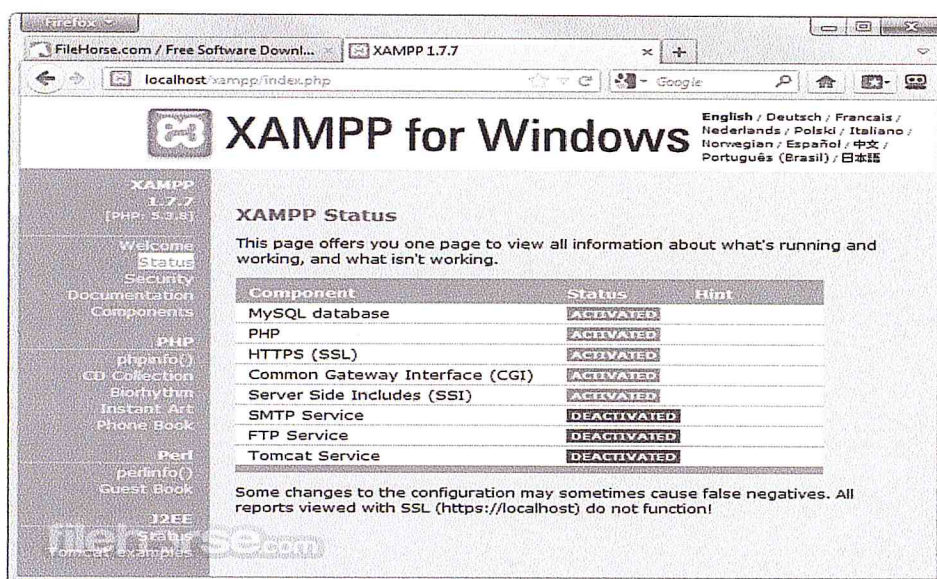 Firefox
FileHorse.com / Free Software Downl... XAMPP 1.7.7
localhost/xampp/index.php Google
XAMPP for Windows
English / Deutsch / Francais /
Nederlands / Polski / Italiano /
Norwegian / Español / 中文 /
Português (Brasil) / 日本語
XAMPP
1.7.7
[PHP: 5.3.8]
Welcome
Status
Security
Documentation
Components
PHP
phpinfo()
CD Collection
Biorhythm
Instant Art
Phone Book
Perl
perlinfo()
Guest Book
J2EE
Status
Tomcat examples
XAMPP Status
This page offers you one page to view all information about what's running and
working, and what isn't working.
Component Status Hint
MySQL database ACTIVATED
PHP ACTIVATED
HTTPS (SSL) ACTIVATED
Common Gateway Interface (CGI) ACTIVATED
Server Side Includes (SSI) ACTIVATED
SMTP Service DEACTIVATED
FTP Service DEACTIVATED
Tomcat Service DEACTIVATED
Some changes to the configuration may sometimes cause false negatives. All
reports viewed with SSL (https://localhost) do not function!
filehorse.com